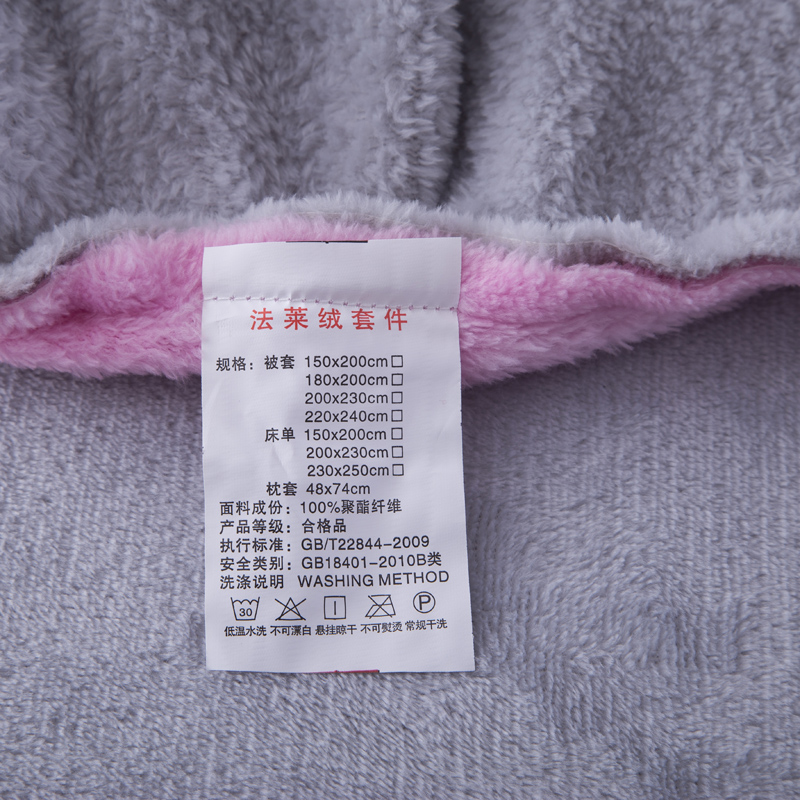 法莱绒套件
规格：被套 150x200cm□
180x200cm□
200x230cm□
220x240cm□
床单 150x200cm□
200x230cm□
230x250cm□
枕套 48x74cm
面料成份：100%聚酯纤维
产品等级：合格品
执行标准：GB/T22844-2009
安全类别：GB18401-2010B类
洗涤说明 WASHING METHOD
30 P
低温水洗 不可漂白 悬挂晾干 不可熨烫 常规干洗